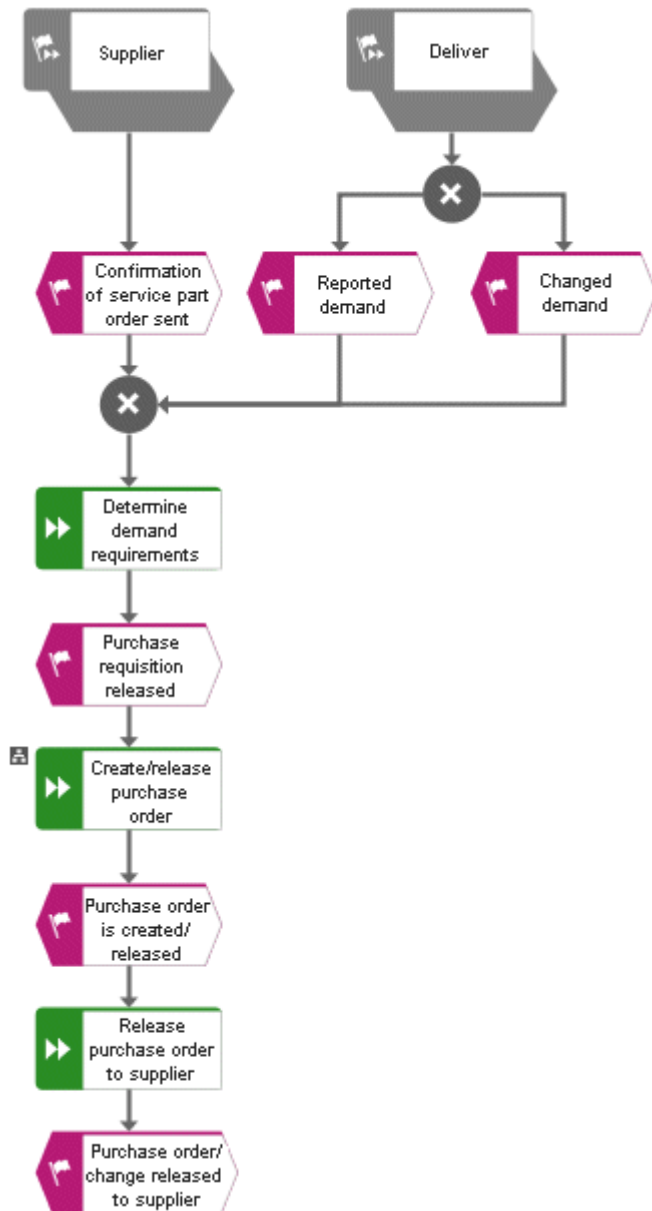 Supplier
Deliver
Confirmation
of service part
order sent
Reported
demand
Changed
demand
Determine
demand
requirements
Purchase
requisition
released
Create/release
purchase
order
Purchase order
is created/
released
Release
purchase order
to supplier
Purchase order/
change released
to supplier